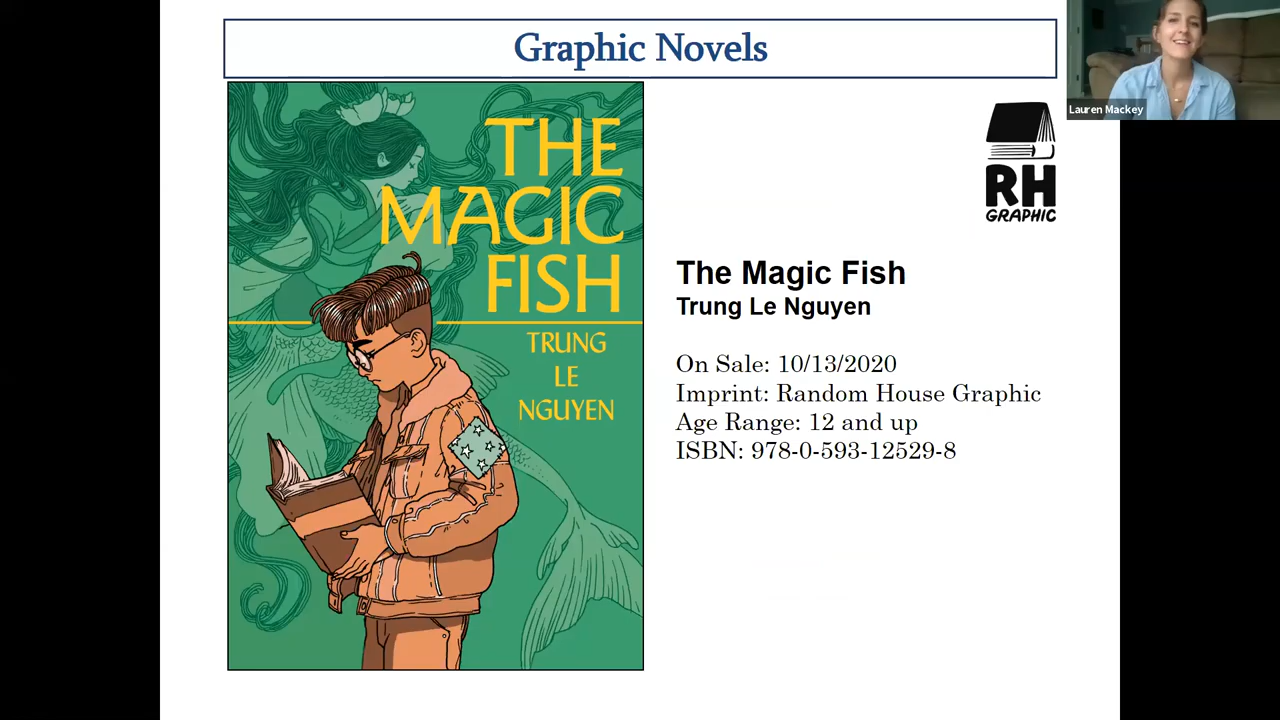 Graphic Novels
Lauren Mackey
THE
MAGIC
FISH
TRUNG
LE
NGUYEN
RH
GRAPHIC
The Magic Fish
Trung Le Nguyen
On Sale: 10/13/2020
Imprint: Random House Graphic
Age Range: 12 and up
ISBN: 978-0-593-12529-8